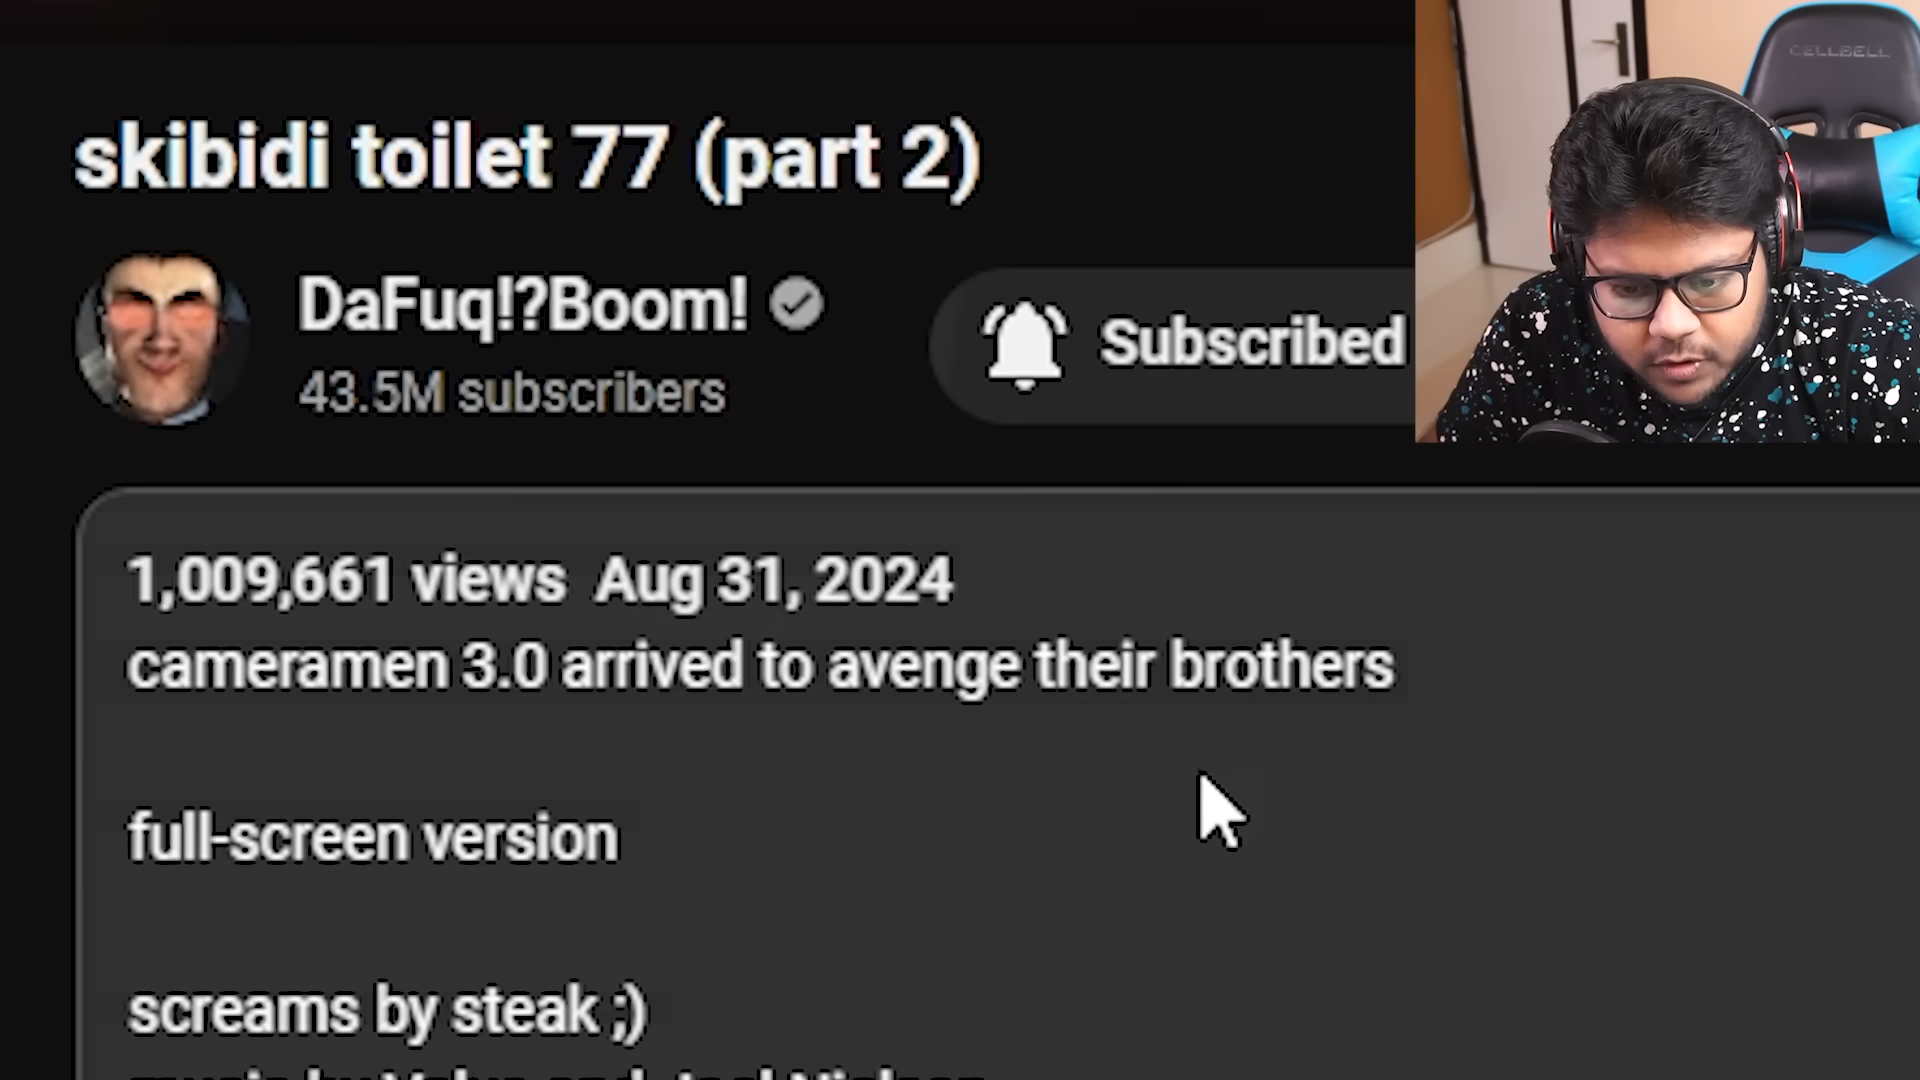 skibidi toilet 77 (part 2)
DaFuq!?Boom!
43.5M subscribers
Subscribed
CELLBELL
1,009,661 views Aug 31, 2024
cameramen 3.0 arrived to avenge their brothers
full-screen version
screams by steak ;)